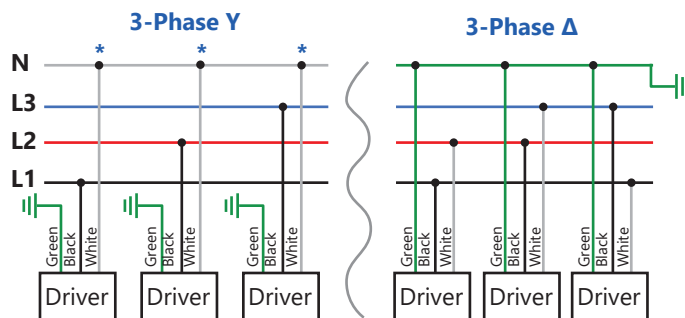 3-Phase Y
3-Phase Δ
* * *
N
L3
L2
L1
Green Black White
Green Black White
Green Black White
Green Black White
Green Black White
Green Black White
Driver Driver Driver Driver Driver Driver